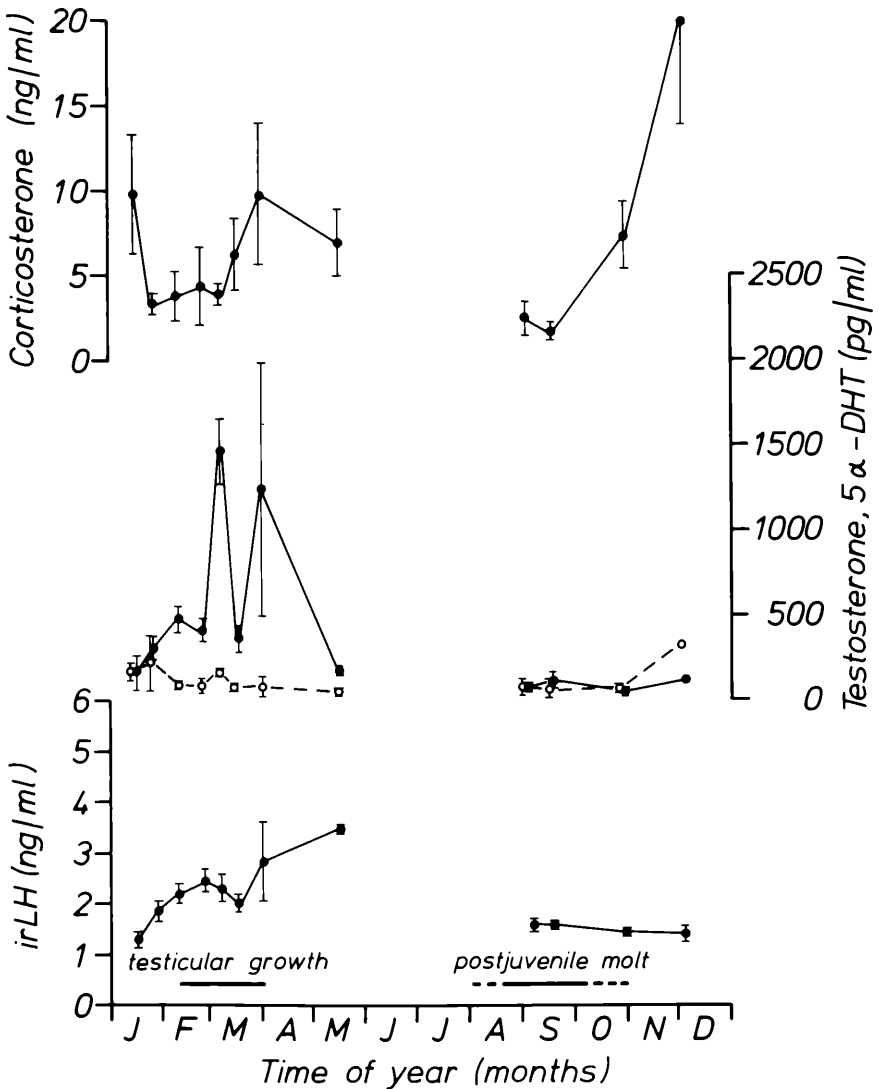 Corticosterone (ng/ml)
20
15
10
5
0
Testosterone, 5α-DHT (pg/ml)
2500
2000
1500
1000
500
0
irLH (ng/ml)
6
5
4
3
2
1
0
testicular growth
postjuvenile molt
J F M A M J J A S O N D
Time of year (months)